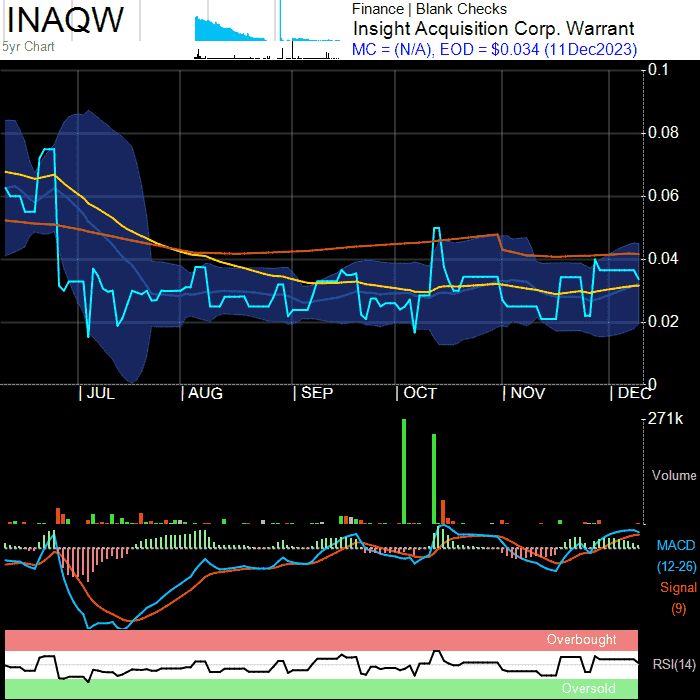 INAQW
5yr Chart
Finance | Blank Checks
Insight Acquisition Corp. Warrant
MC = (N/A), EOD = $0.034 (11Dec2023)
0.1
0.08
0.06
0.04
0.02
0
JUL AUG SEP OCT NOV DEC
271k
Volume
MACD
(12-26)
Signal
(9)
Overbought
RSI(14)
Oversold